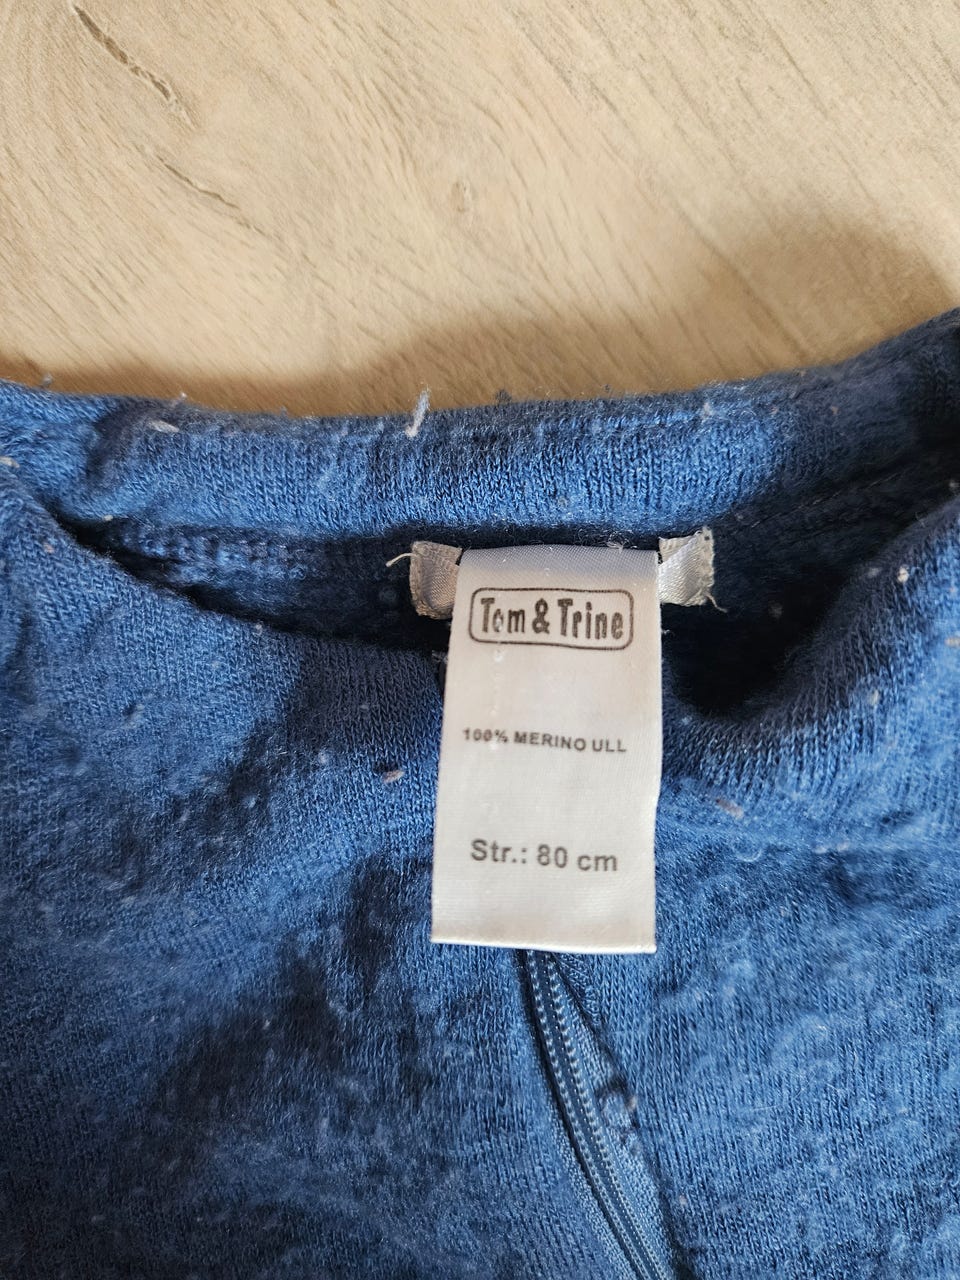 Tom & Trine
100% MERINO ULL
Str.: 80 cm